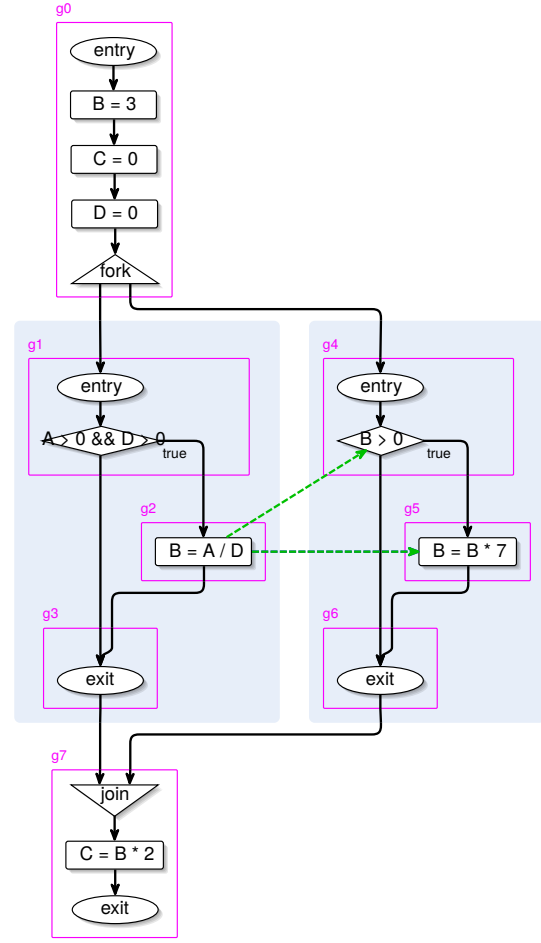 g0
entry
B = 3
C = 0
D = 0
fork
g1
entry
A > 0 && D > 0
true
g2
B = A / D
g3
exit
g4
entry
B > 0
true
g5
B = B * 7
g6
exit
g7
join
C = B * 2
exit